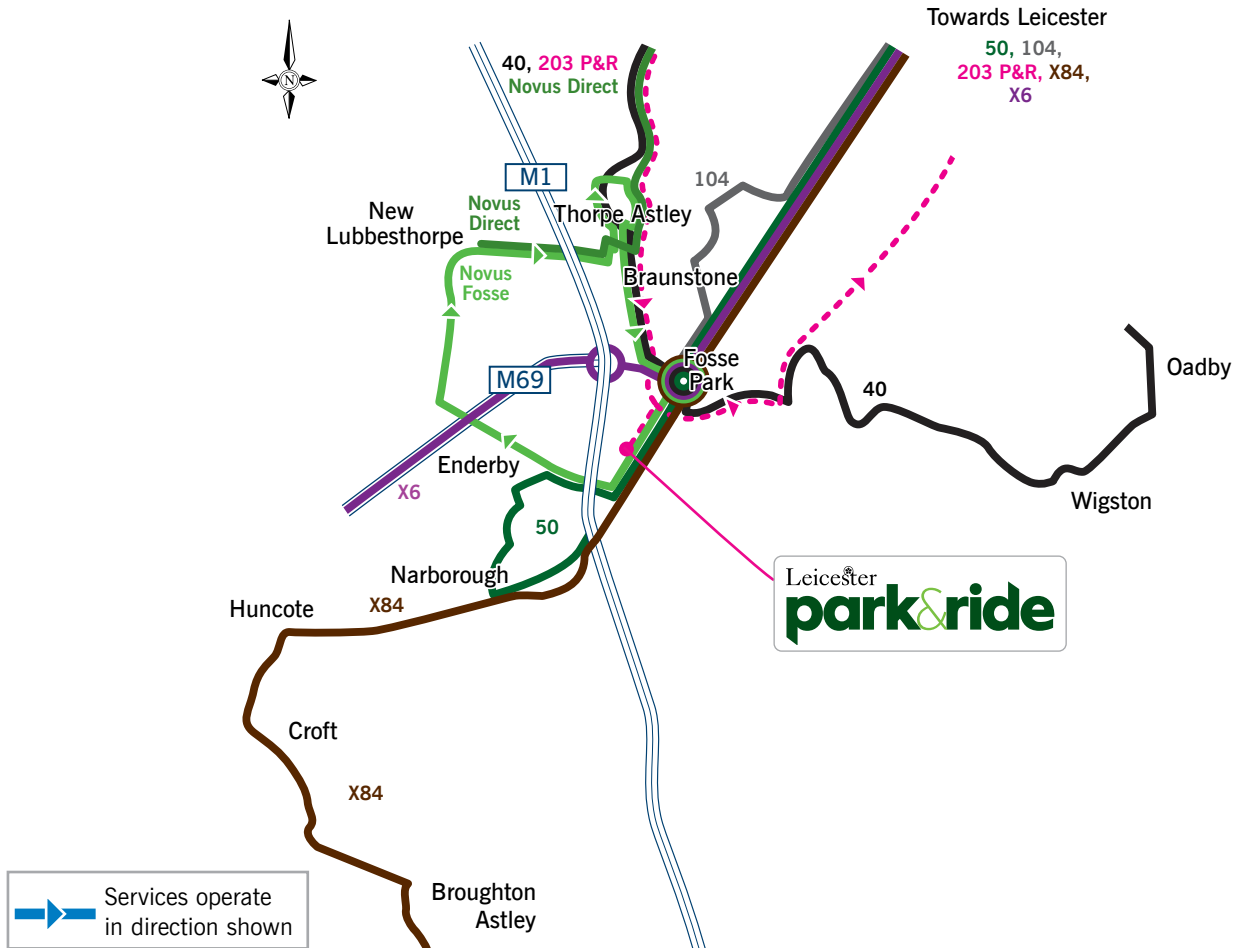 Towards Leicester
50, 104,
203 P&R, X84,
X6
N
40, 203 P&R
Novus Direct
M1
104
New
Lubbesthorpe
Novus
Direct
Thorpe Astley
Novus
Fosse
Braunstone
Fosse
Park
M69
40
Oadby
Enderby
X6
Wigston
50
Narborough
Leicester
park&ride
Huncote
X84
Croft
X84
Broughton
Astley
Services operate
in direction shown